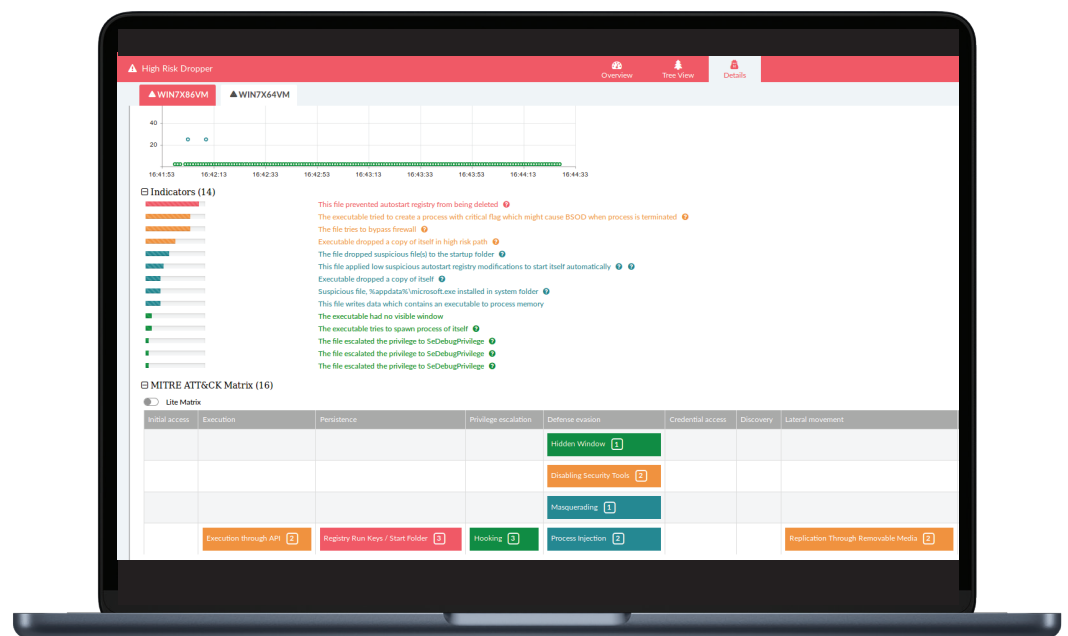 High Risk Dropper
Overview
Tree View
Details
WIN7X86VM
WIN7X64VM
40
20
16:41:53 16:42:13 16:42:33 16:42:53 16:43:13 16:43:33 16:43:53 16:44:13 16:44:33
Indicators (14)
This file prevented autostart registry from being deleted
The executable tried to create a process with critical flag which might cause BSOD when process is terminated
The file tries to bypass firewall
Executable dropped a copy of itself in high risk path
The file dropped suspicious file(s) to the startup folder
This file applied low suspicious autostart registry modifications to start itself automatically
Executable dropped a copy of itself
Suspicious file, %appdata%\microsoft.exe installed in system folder
This file writes data which contains an executable to process memory
The executable had no visible window
The executable tries to spawn process of itself
The file escalated the privilege to SeDebugPrivilege
The file escalated the privilege to SeDebugPrivilege
The file escalated the privilege to SeDebugPrivilege
MITRE ATT&CK Matrix (16)
Lite Matrix
Initial access Execution Persistence Privilege escalation Defense evasion Credential access Discovery Lateral movement
Hidden Window 1
Disabling Security Tools 2
Masquerading 1
Execution through API 2 Registry Run Keys / Start Folder 3 Hooking 3 Process Injection 2 Replication Through Removable Media 2